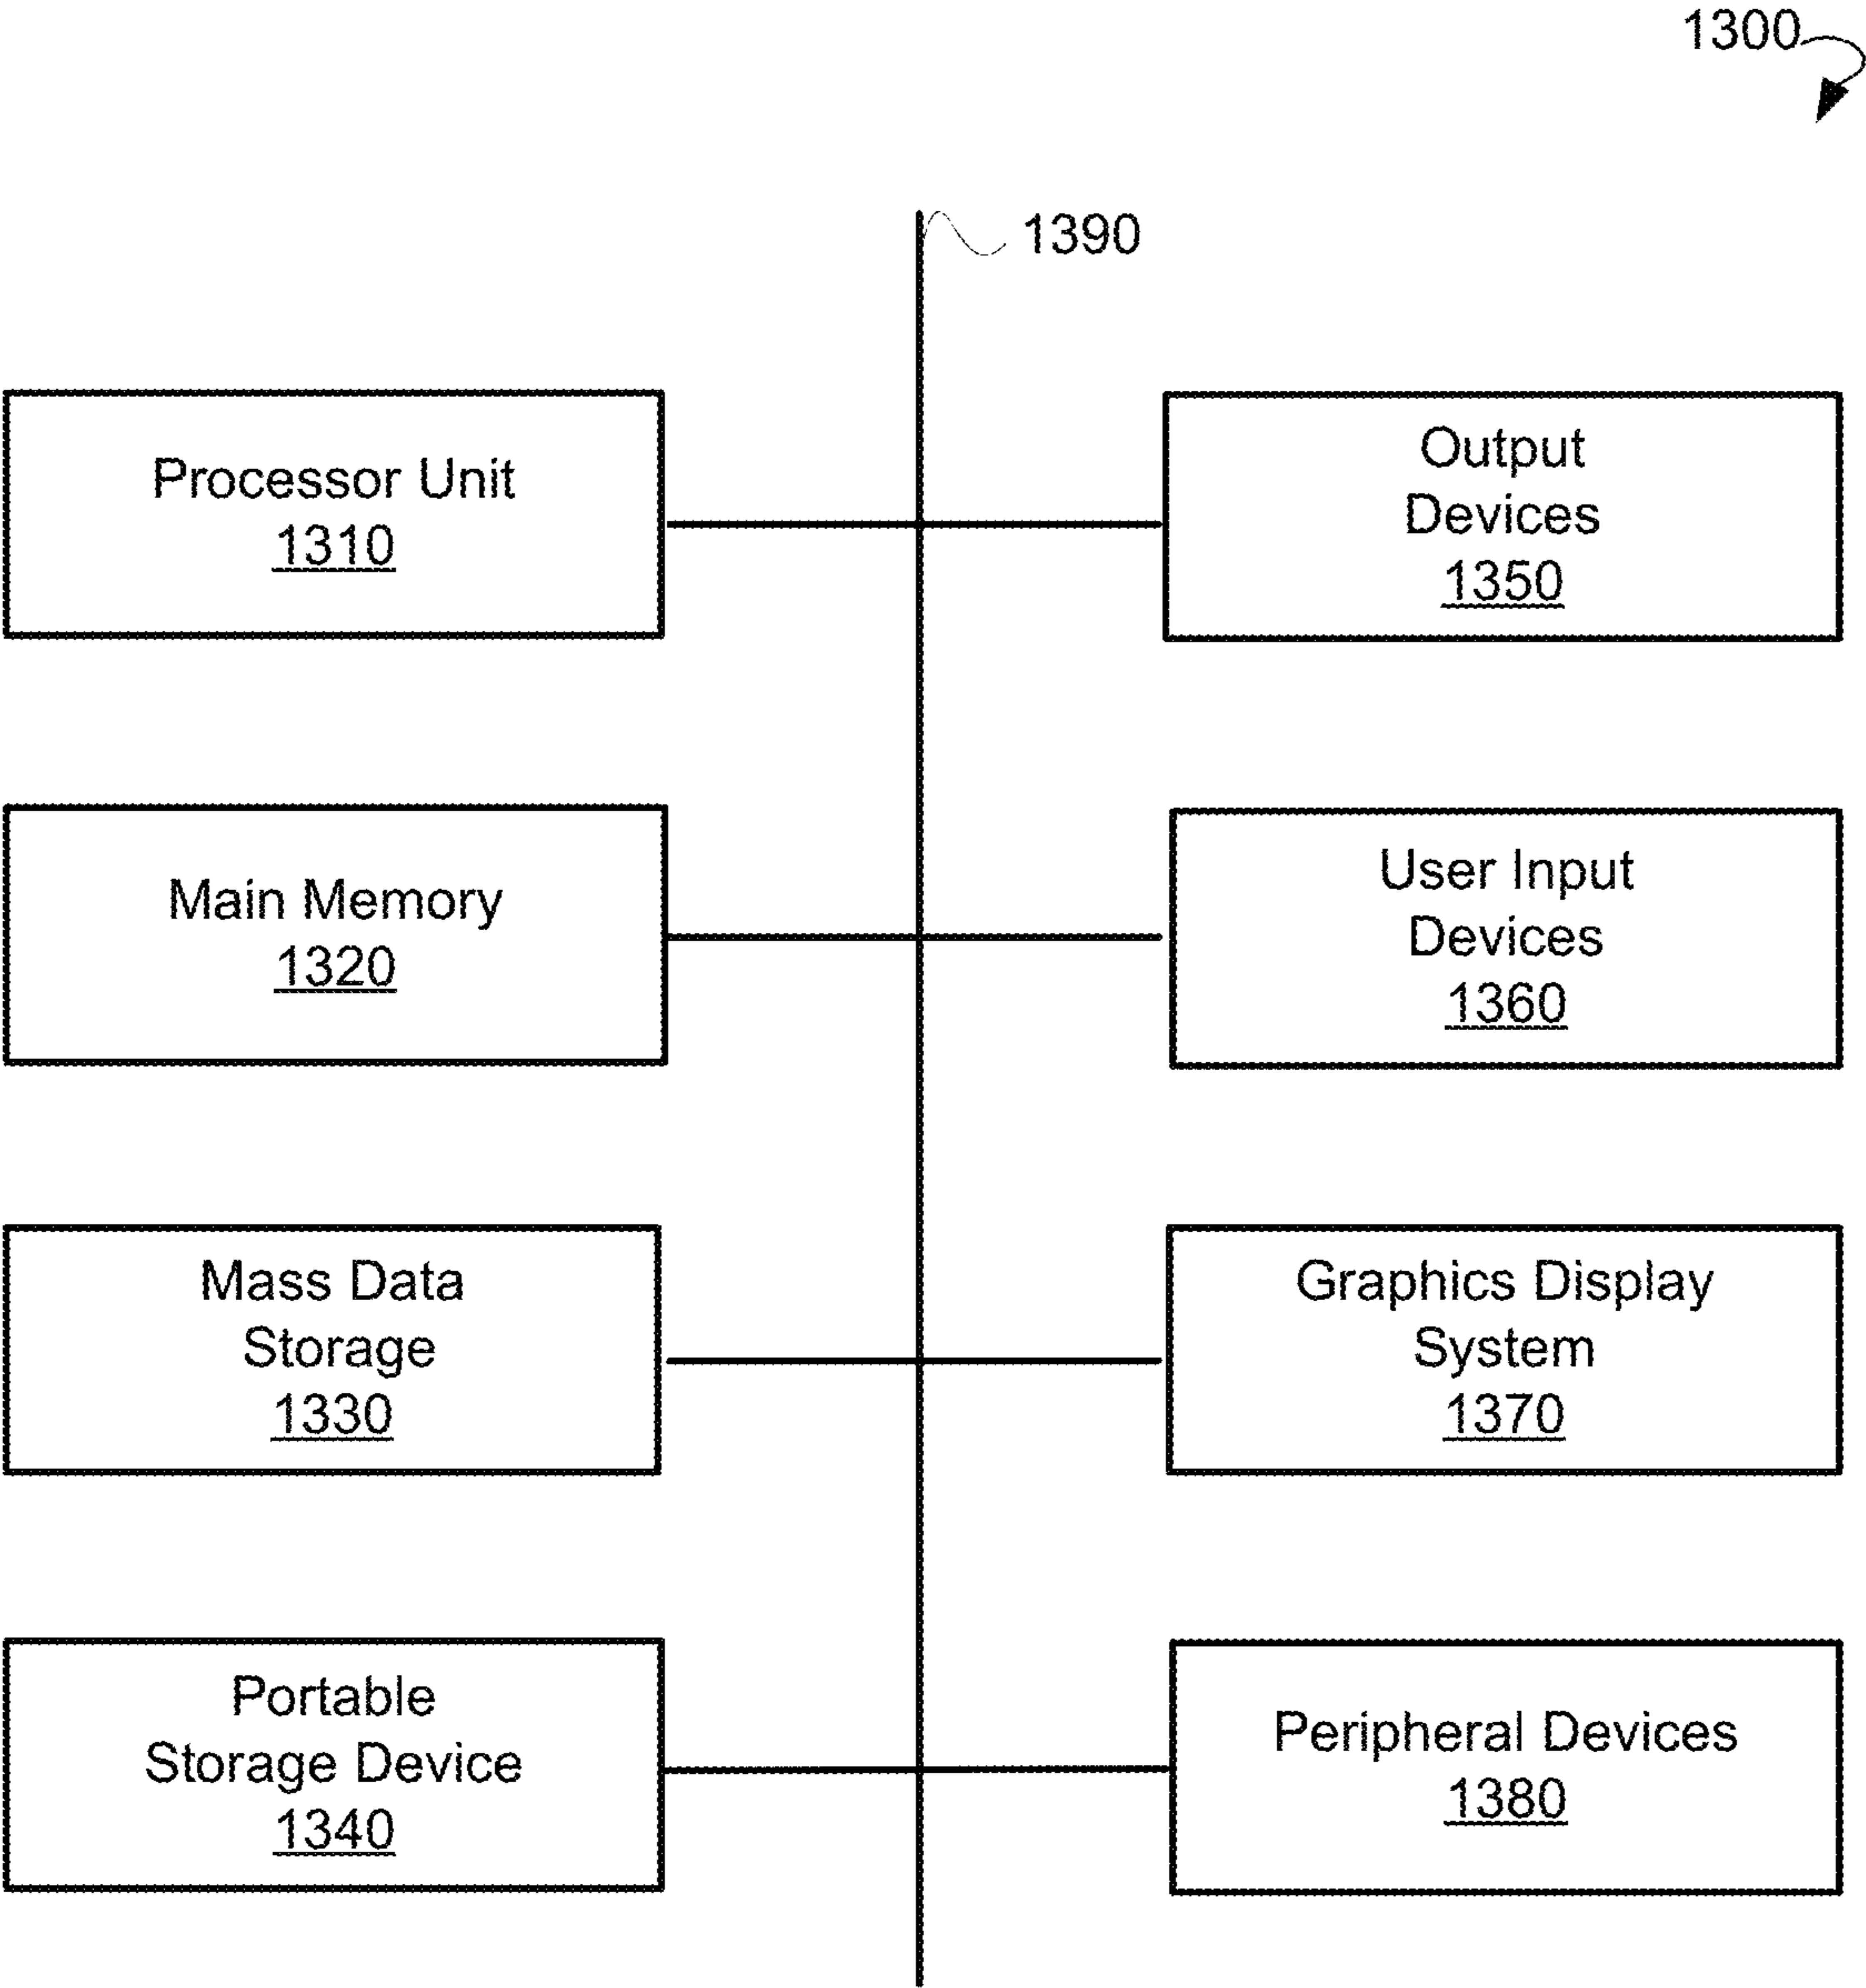 1300
1390
Processor Unit
1310
Output
Devices
1350
Main Memory
1320
User Input
Devices
1360
Mass Data
Storage
1330
Graphics Display
System
1370
Portable
Storage Device
1340
Peripheral Devices
1380